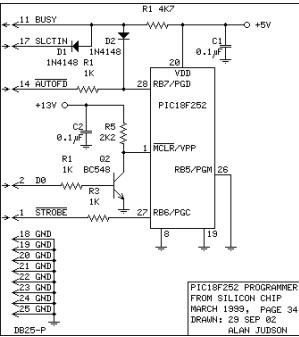 R1 4K7
11 BUSY
+5V
17 SLCTIN
D1
1N4148
1N4148
D2
C1
0.1µF
R1
1K
20
VDD
14 AUTOFD
28
RB7/PGD
+13V
PIC18F252
C2
0.1µF
R5
2K2
1
MCLR/VPP
Q2
BC548
R1
1K
RB5/PGM
26
2 D0
R3
1K
1 STROBE
27
RB6/PGC
8
19
18 GND
19 GND
20 GND
21 GND
22 GND
23 GND
24 GND
25 GND
DB25-P
PIC18F252 PROGRAMMER
FROM SILICON CHIP
MARCH 1999, PAGE 34
DRAWN: 29 SEP 02
ALAN JUDSON